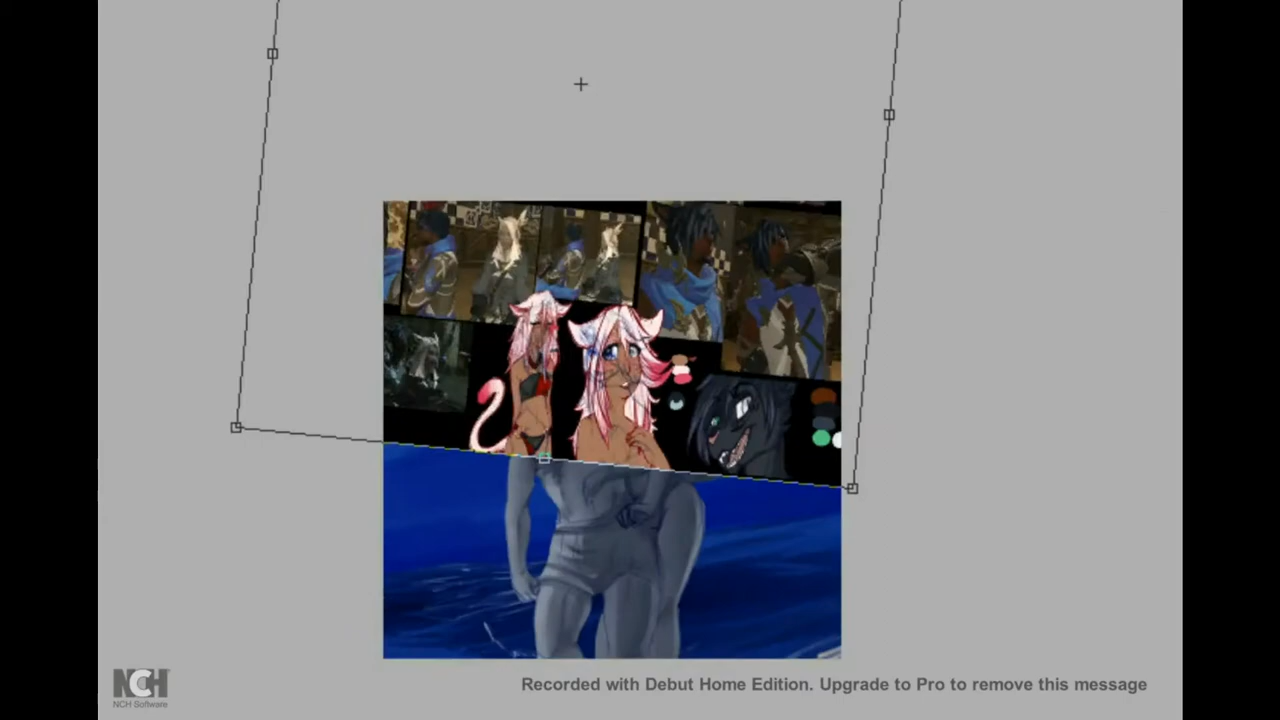 Recorded with Debut Home Edition. Upgrade to Pro to remove this message
NCH
NCH Software